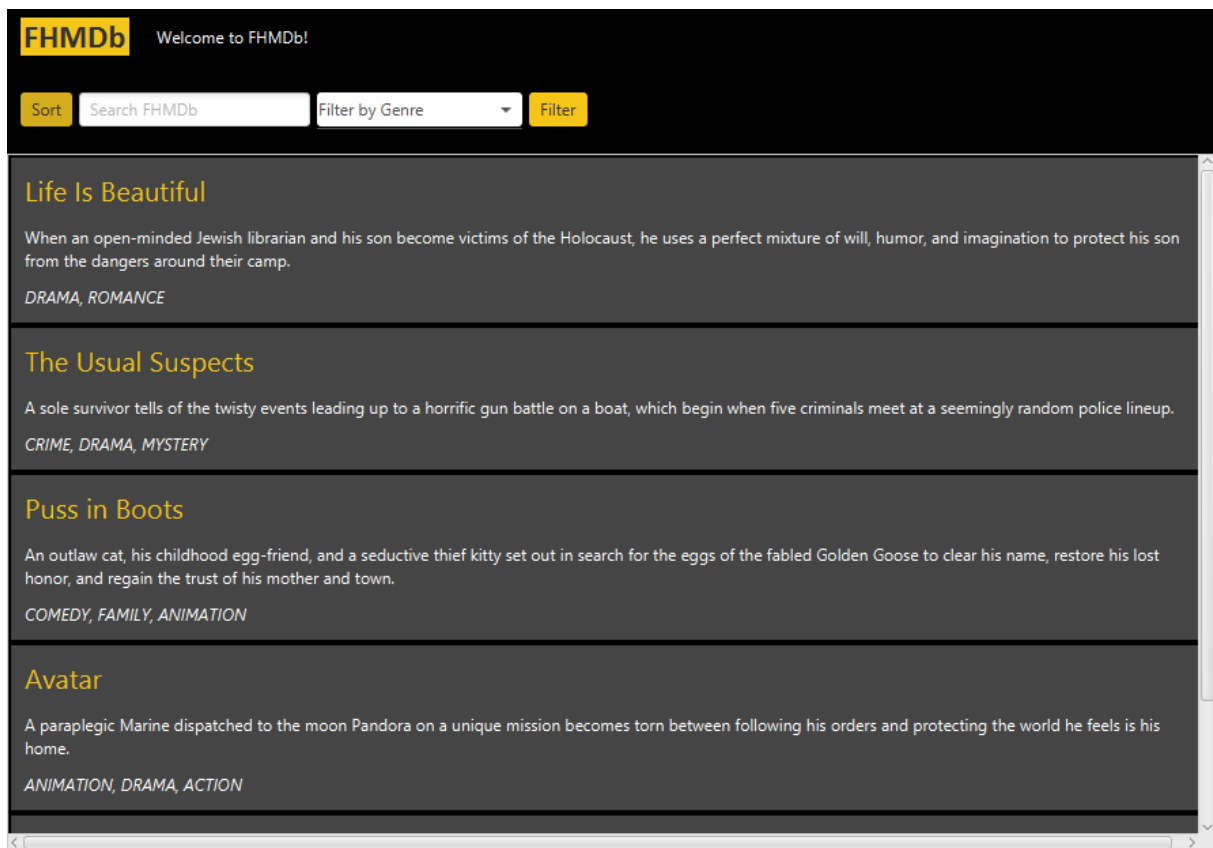 FHMDb
Welcome to FHMDb!
Sort
Search FHMDb
Filter by Genre
Filter
Life Is Beautiful
When an open-minded Jewish librarian and his son become victims of the Holocaust, he uses a perfect mixture of will, humor, and imagination to protect his son
from the dangers around their camp.
DRAMA, ROMANCE
The Usual Suspects
A sole survivor tells of the twisty events leading up to a horrific gun battle on a boat, which begin when five criminals meet at a seemingly random police lineup.
CRIME, DRAMA, MYSTERY
Puss in Boots
An outlaw cat, his childhood egg-friend, and a seductive thief kitty set out in search for the eggs of the fabled Golden Goose to clear his name, restore his lost
honor, and regain the trust of his mother and town.
COMEDY, FAMILY, ANIMATION
Avatar
A paraplegic Marine dispatched to the moon Pandora on a unique mission becomes torn between following his orders and protecting the world he feels is his
home.
ANIMATION, DRAMA, ACTION